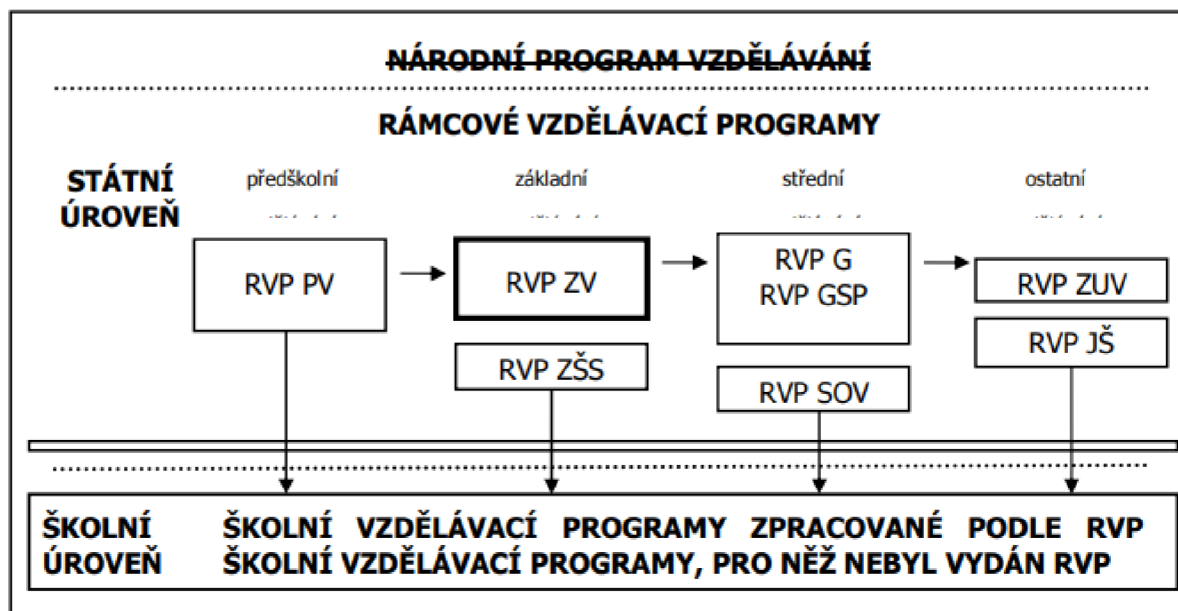 NÁRODNÍ PROGRAM VZDĚLÁVÁNÍ
RÁMCOVÉ VZDĚLÁVACÍ PROGRAMY
STÁTNÍ
ÚROVEŇ
předškolní
základní
střední
ostatní
RVP PV
RVP ZV
RVP G
RVP GSP
RVP ZUV
RVP ZŠS
RVP JŠ
RVP SOV
ŠKOLNÍ ŠKOLNÍ VZDĚLÁVACÍ PROGRAMY ZPRACOVANÉ PODLE RVP
ÚROVEŇ ŠKOLNÍ VZDĚLÁVACÍ PROGRAMY, PRO NĚŽ NEBYL VYDÁN RVP